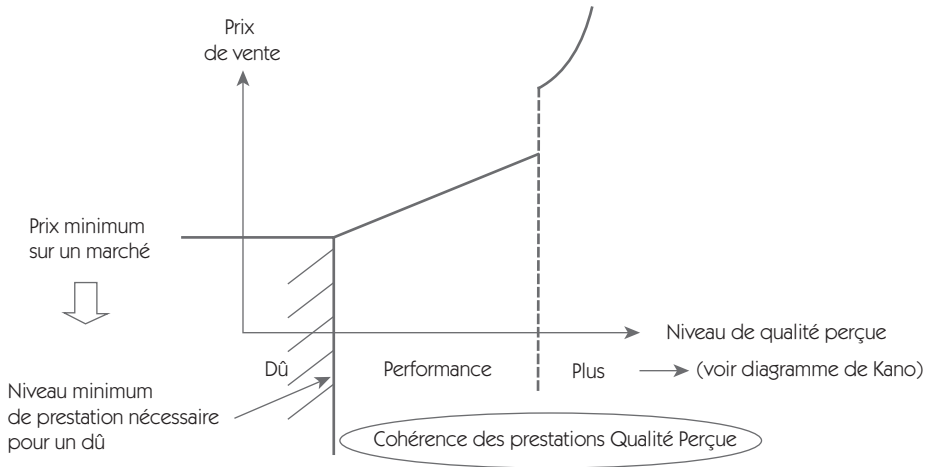 Prix
de vente
Prix minimum
sur un marché
Niveau de qualité perçue
Dû
Performance
Plus
(voir diagramme de Kano)
Niveau minimum
de prestation nécessaire
pour un dû
Cohérence des prestations Qualité Perçue